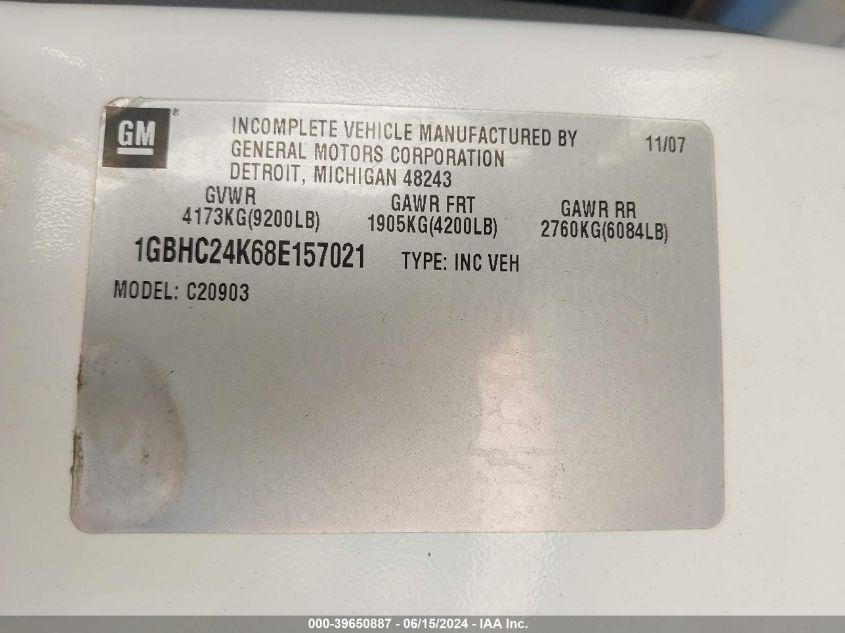 GM
®
INCOMPLETE VEHICLE MANUFACTURED BY 11/07
GENERAL MOTORS CORPORATION
DETROIT, MICHIGAN 48243
GVWR GAWR FRT GAWR RR
4173KG(9200LB) 1905KG(4200LB) 2760KG(6084LB)
1GBHC24K68E157021 TYPE: INC VEH
MODEL: C20903
000-39650887 - 06/15/2024 - IAA Inc.